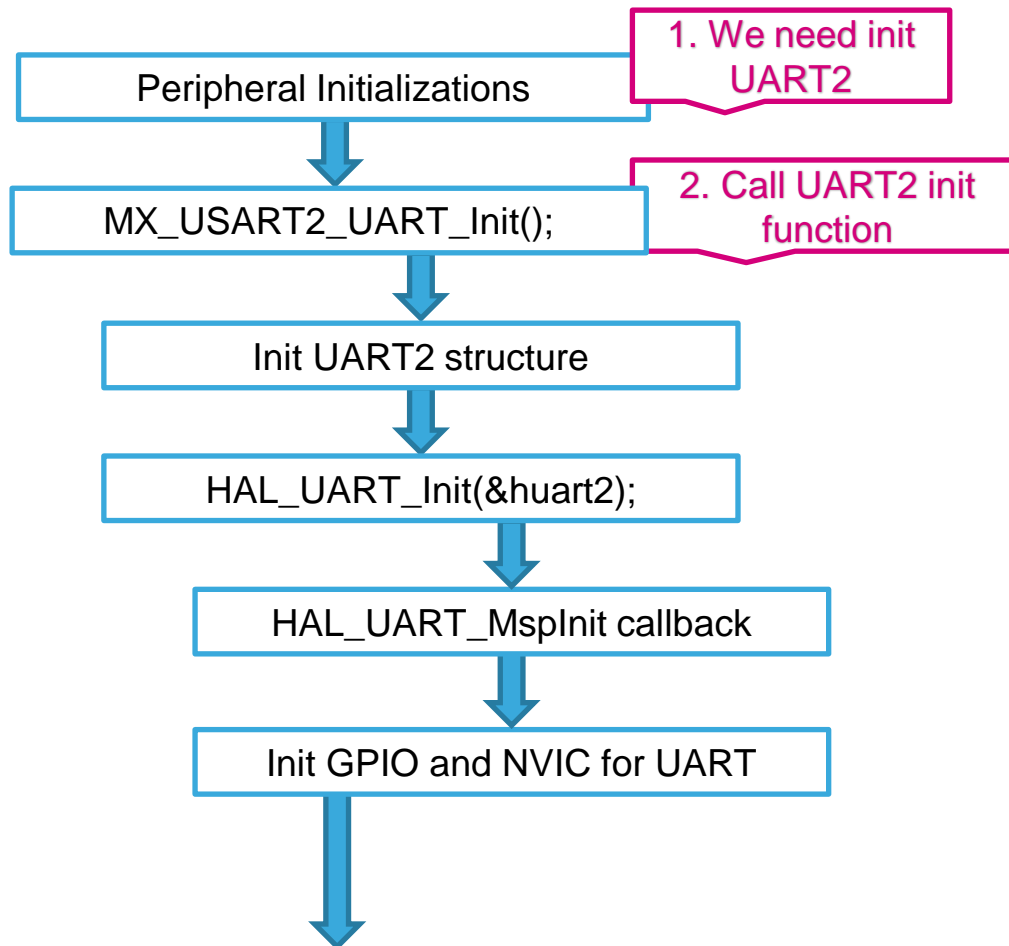 1. We need init
UART2
Peripheral Initializations
2. Call UART2 init
function
MX_USART2_UART_Init();
Init UART2 structure
HAL_UART_Init(&huart2);
HAL_UART_MspInit callback
Init GPIO and NVIC for UART